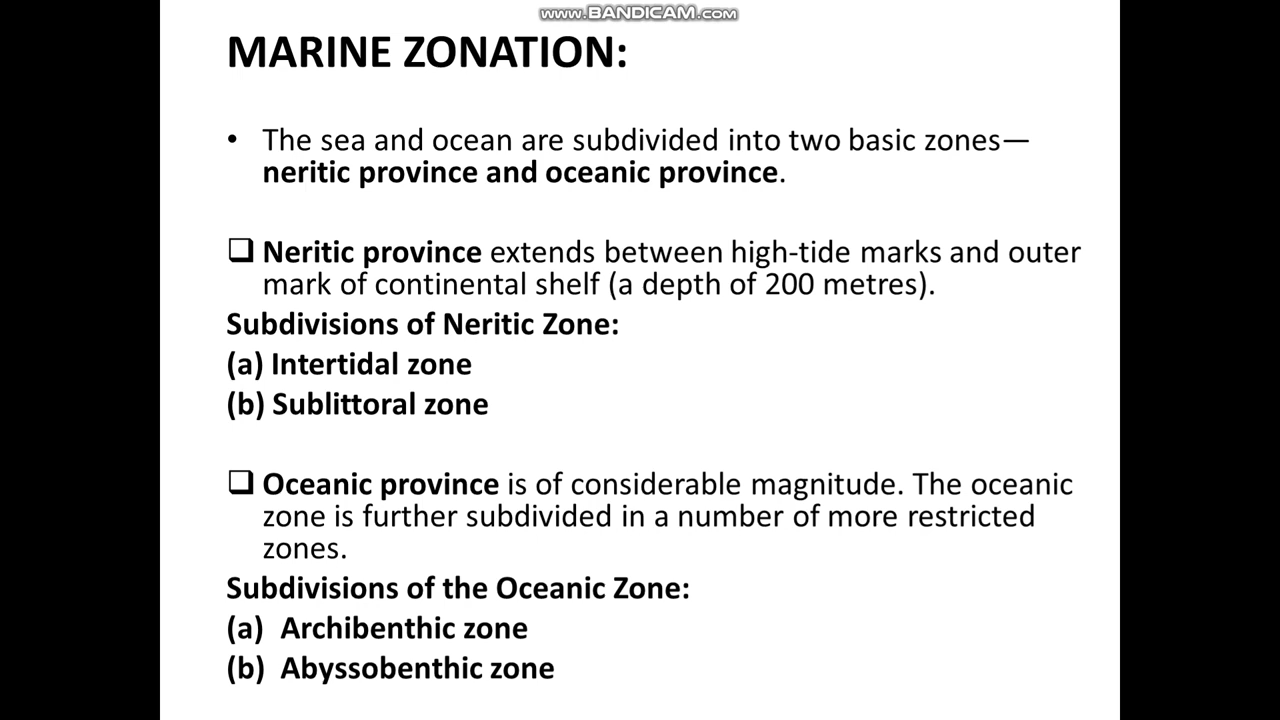 www.BANDICAM.com
MARINE ZONATION:
• The sea and ocean are subdivided into two basic zones—
neritic province and oceanic province.
❑ Neritic province extends between high-tide marks and outer
mark of continental shelf (a depth of 200 metres).
Subdivisions of Neritic Zone:
(a) Intertidal zone
(b) Sublittoral zone
❑ Oceanic province is of considerable magnitude. The oceanic
zone is further subdivided in a number of more restricted
zones.
Subdivisions of the Oceanic Zone:
(a) Archibenthic zone
(b) Abyssobenthic zone